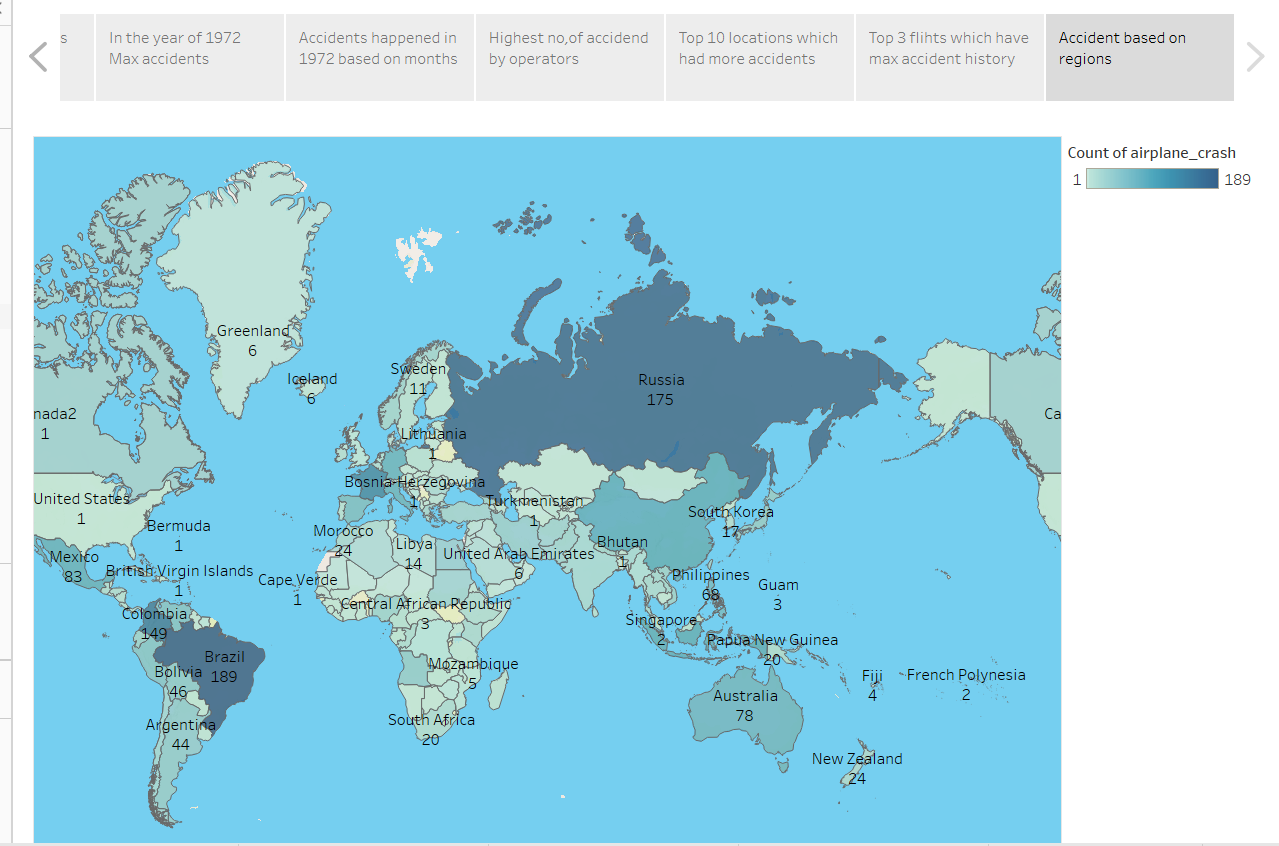 s
In the year of 1972
Max accidents
Accidents happened in
1972 based on months
Highest no,of accidend
by operators
Top 10 locations which
had more accidents
Top 3 flihts which have
max accident history
Accident based on
regions
Count of airplane_crash
1 189
Greenland
6
Iceland
6
Sweden
11
Russia
175
nada2
1
Ca
Lithuania
1
Bosnia-Herzegovina
1
United States
1
Turkmenistan
1
South Korea
17
Bermuda
1
Morocco
24
Libya
14
United Arab Emirates
6
Bhutan
1
Mexico
83
British Virgin Islands
1
Cape Verde
1
Philippines
68
Guam
3
Central African Republic
3
Colombia
149
Singapore
2
Papua New Guinea
20
Brazil
189
Bolivia
46
Mozambique
5
Fiji
4
French Polynesia
2
Australia
78
Argentina
44
South Africa
20
New Zealand
24